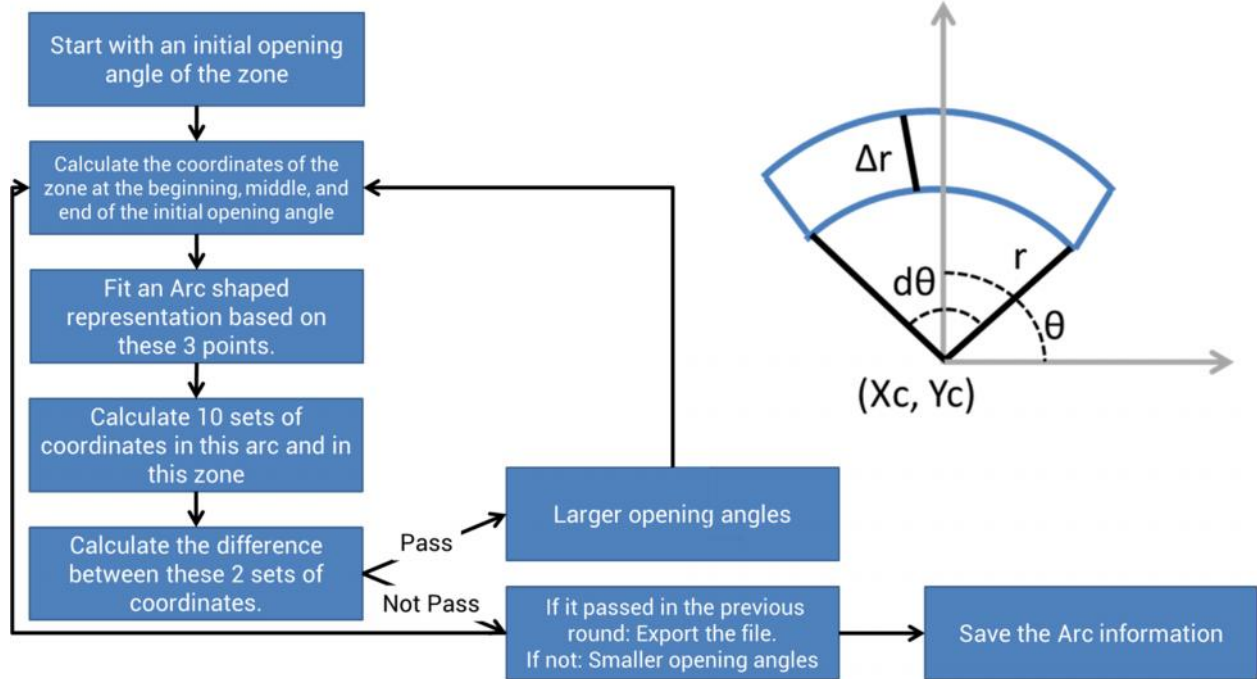 Start with an initial opening
angle of the zone
Calculate the coordinates of the
zone at the beginning, middle, and
end of the initial opening angle
Fit an Arc shaped
representation based on
these 3 points.
Calculate 10 sets of
coordinates in this arc and in
this zone
Calculate the difference
between these 2 sets of
coordinates.
Pass
Not Pass
Larger opening angles
If it passed in the previous
round: Export the file.
If not: Smaller opening angles
Save the Arc information
Δr
r
dθ
θ
(Xc, Yc)